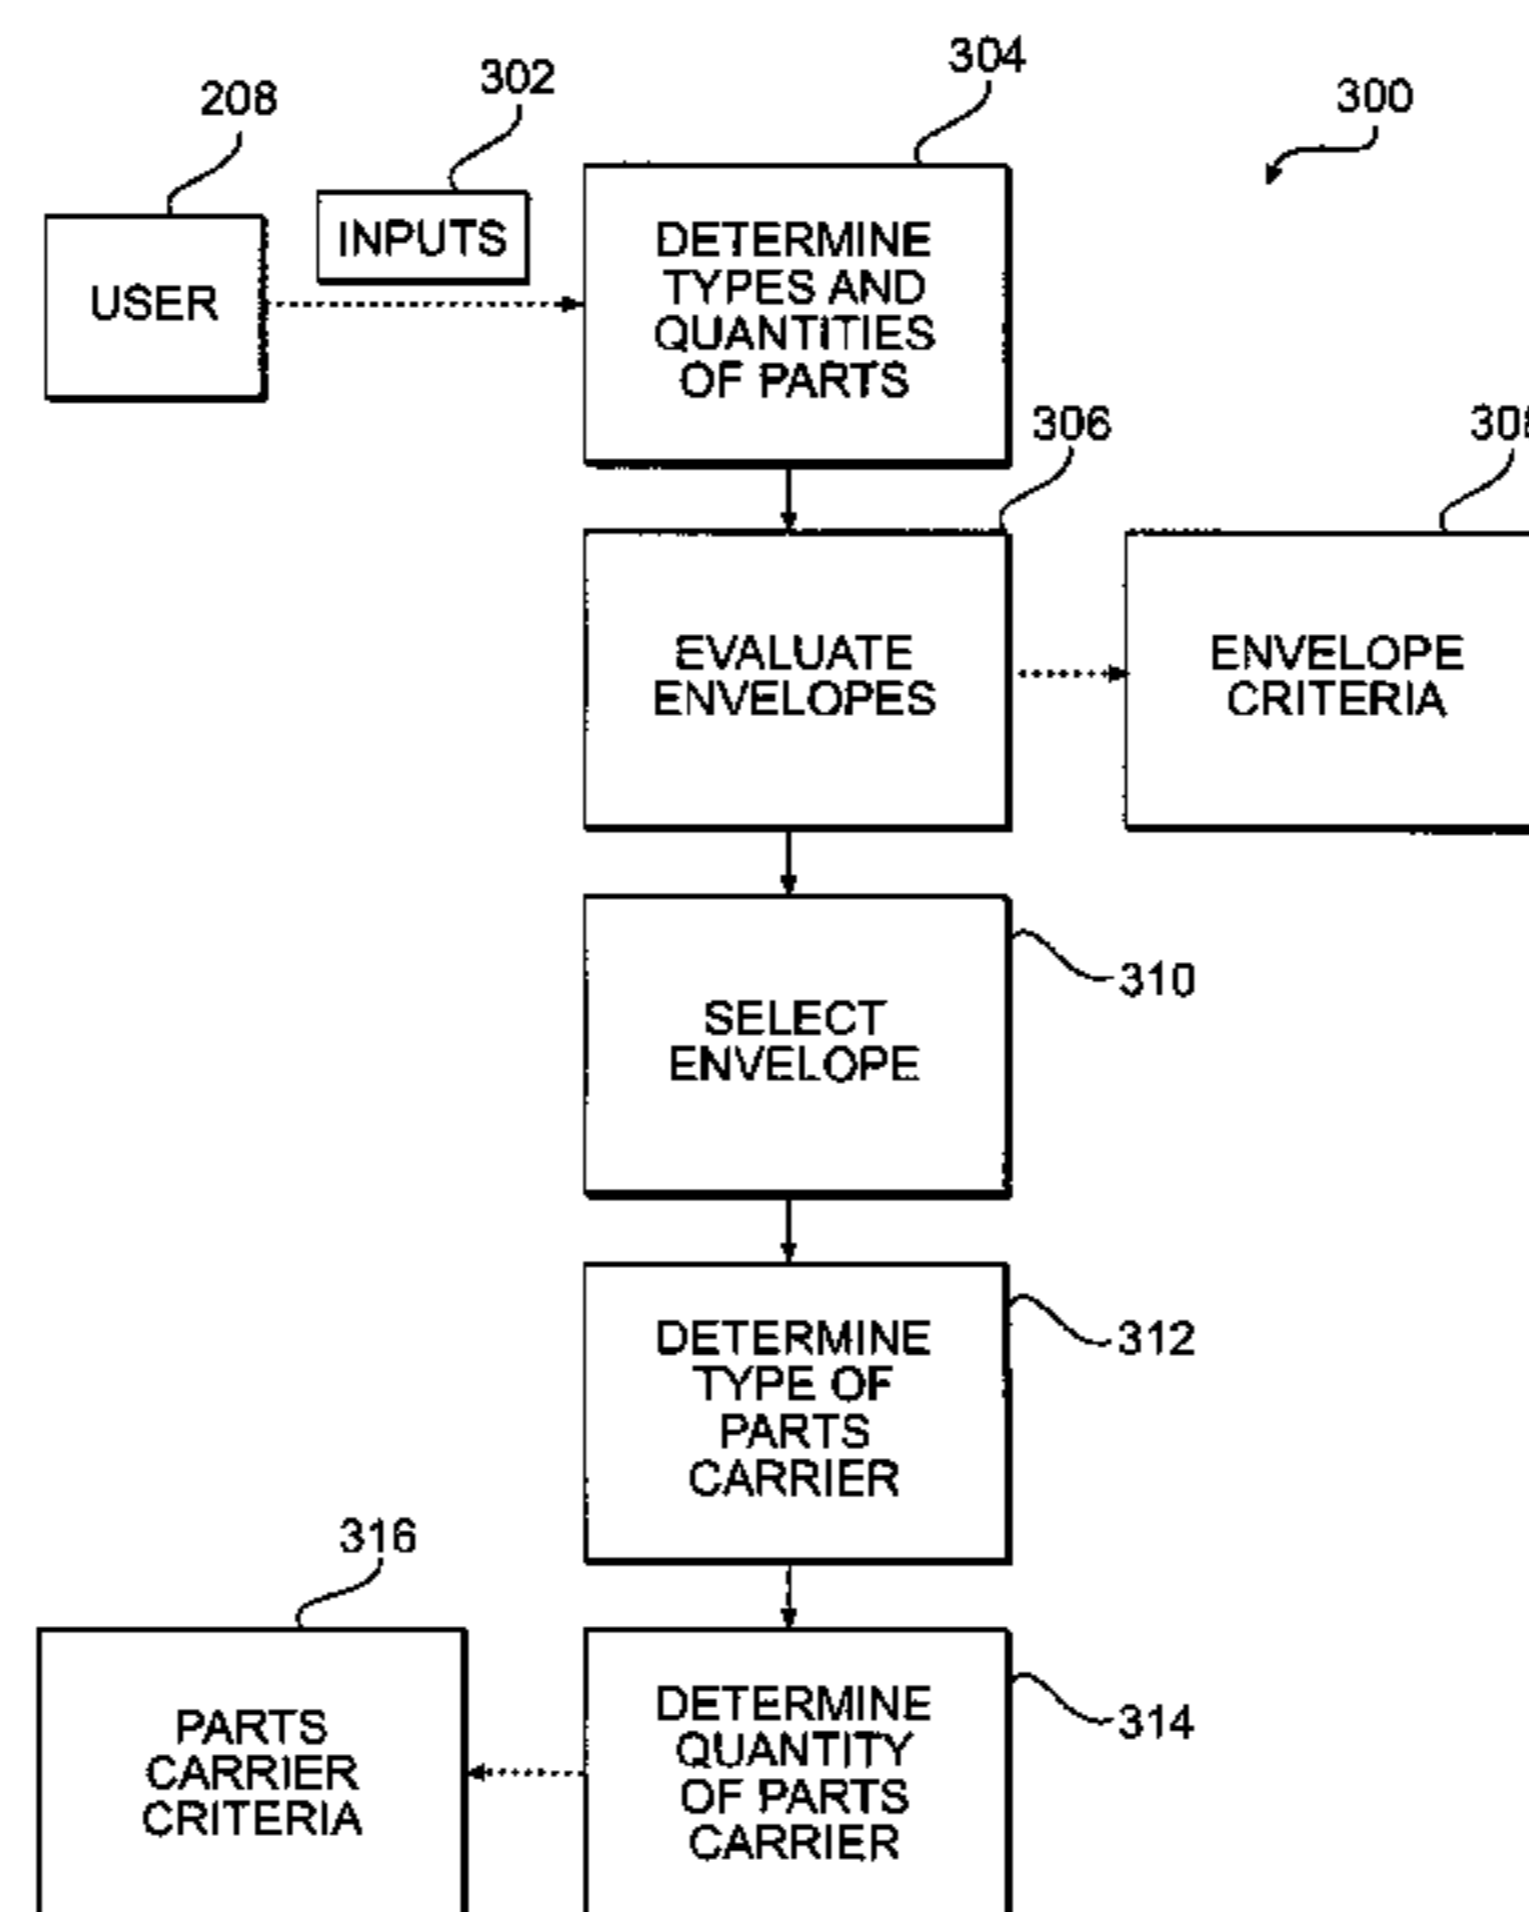 304
302
300
208
DETERMINE
TYPES AND
QUANTITIES
OF PARTS
INPUTS
USER
306
EVALUATE
ENVELOPES
ENVELOPE
CRITERIA
310
SELECT
ENVELOPE
312
DETERMINE
TYPE OF
PARTS
CARRIER
316
314
DETERMINE
QUANTITY
OF PARTS
CARRIER
PARTS
CARRIER
CRITERIA